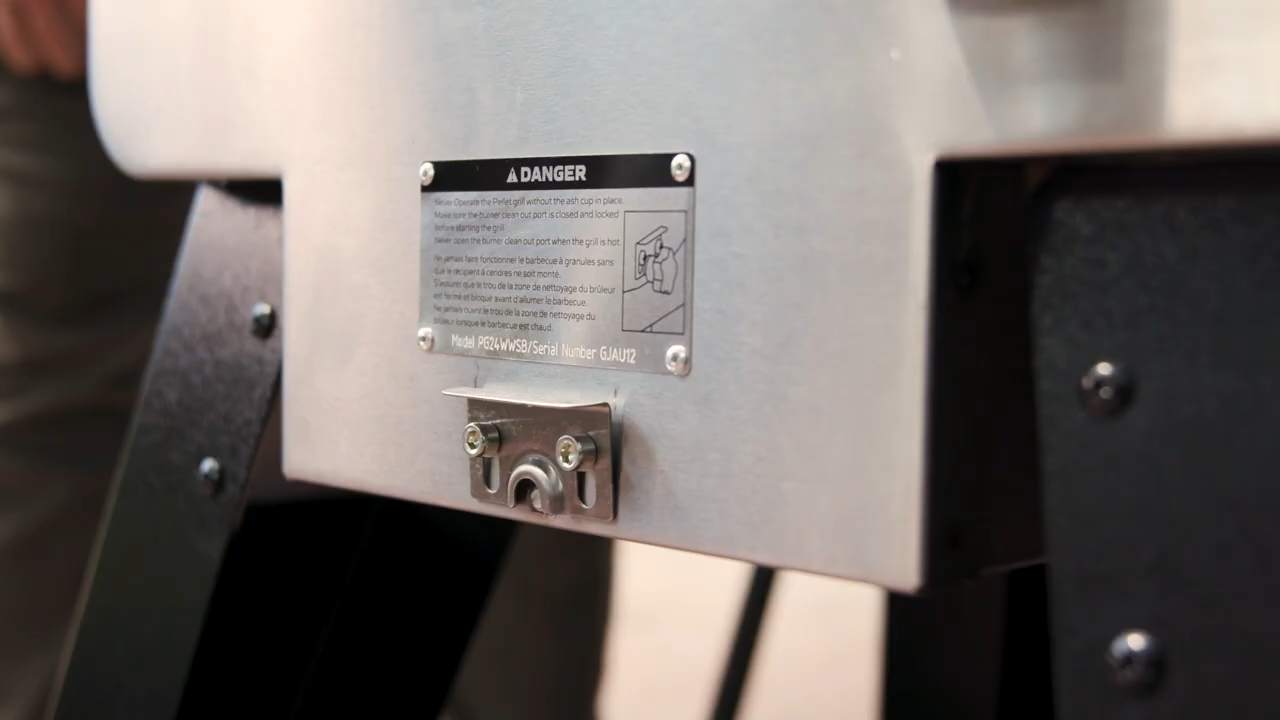 DANGER
Never Operate the Pellet grill without the ash cup in place.
Make sure the burner clean out port is closed and locked
before starting the grill
Never open the burner clean out port when the grill is hot.
Ne jamais faire fonctionner le barbecue à granules sans
que le récipient à cendres ne soit monté.
S'assurer que le trou de la zone de nettoyage du brûleur
est fermé et bloqué avant d'allumer le barbecue.
Ne jamais ouvrir le trou de la zone de nettoyage du
brûleur lorsque le barbecue est chaud.
Model PG24WWSB/Serial Number GJAU12